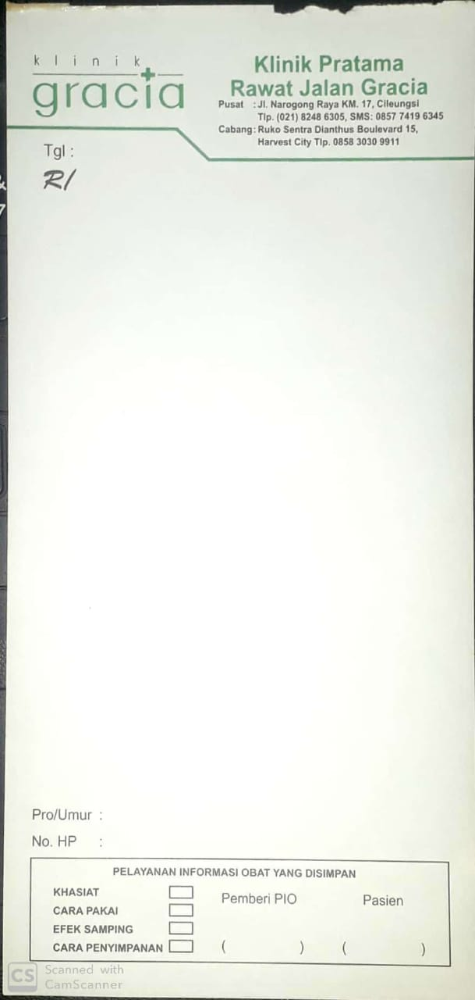 klinik
gracia
Klinik Pratama
Rawat Jalan Gracia
Pusat : Jl. Narogong Raya KM. 17, Cileungsi
Tlp. (021) 8248 6305, SMS: 0857 7419 6345
Cabang: Ruko Sentra Dianthus Boulevard 15,
Harvest City Tlp. 0858 3030 9911
Tgl :
R/
Pro/Umur :
No. HP :
PELAYANAN INFORMASI OBAT YANG DISIMPAN
KHASIAT
CARA PAKAI
EFEK SAMPING
CARA PENYIMPANAN
Pemberi PIO
Pasien
( ) ( )
CS Scanned with
CamScanner